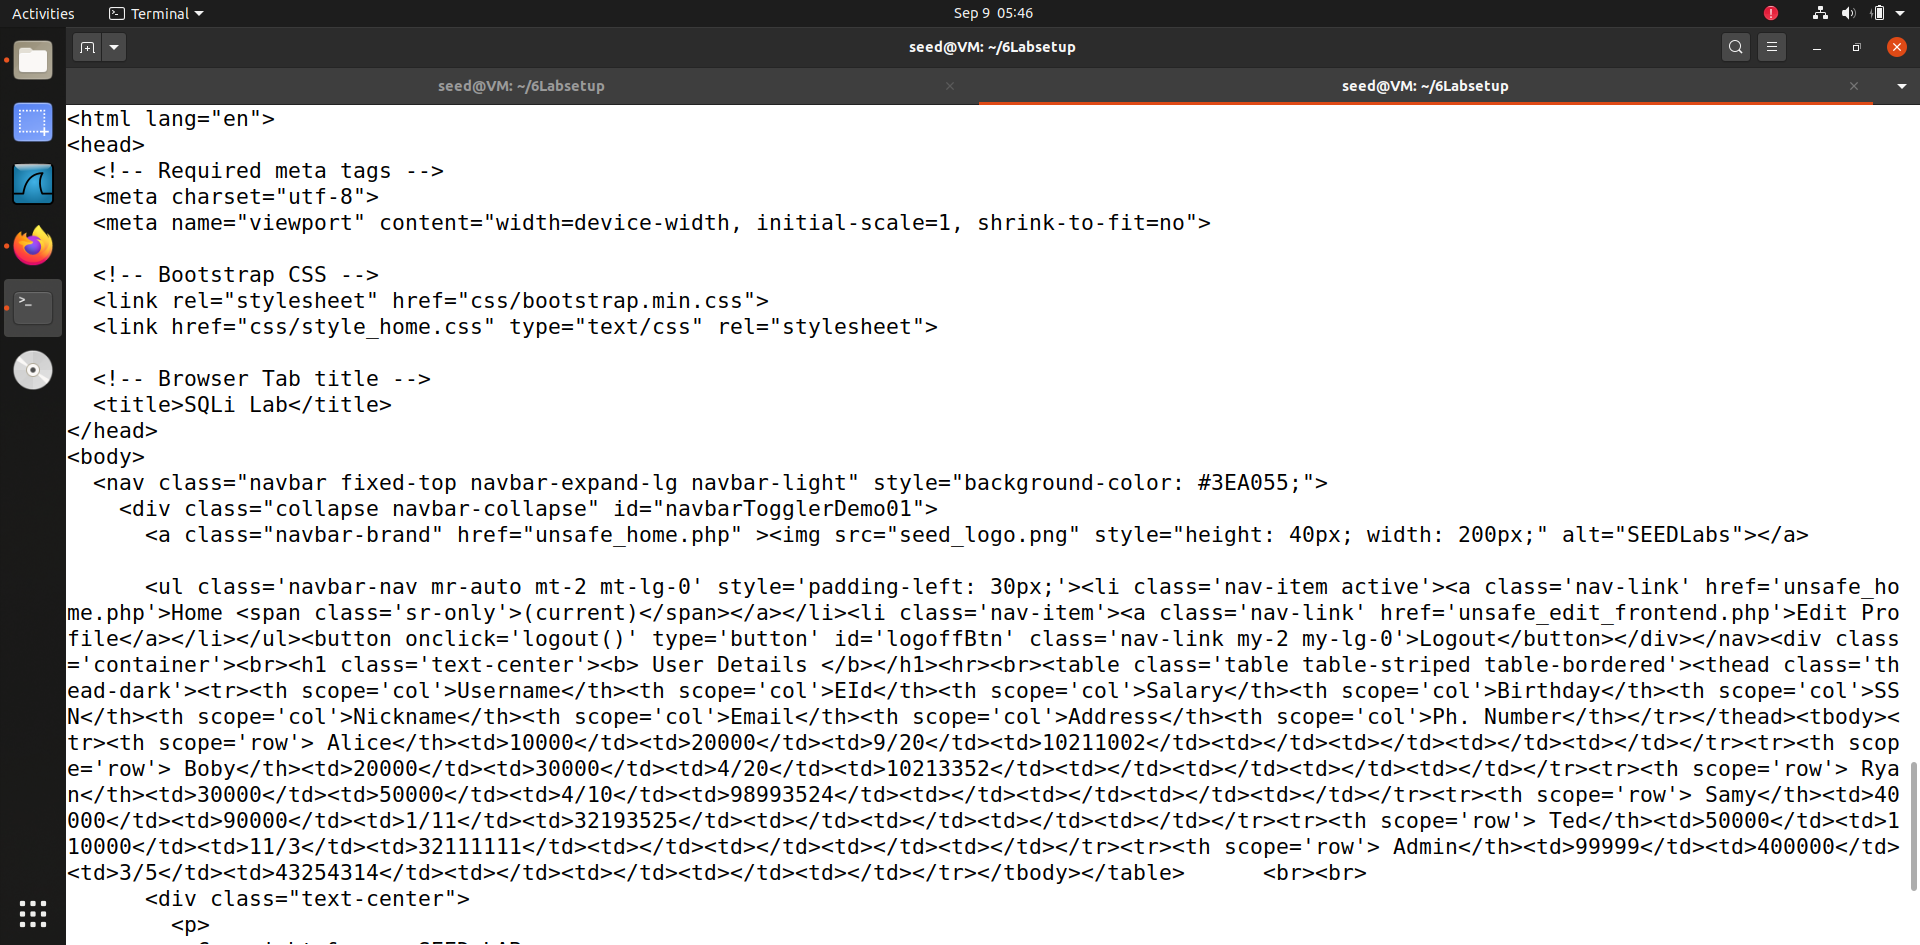 Activities
Terminal
Sep 9 05:46
seed@VM: ~/6Labsetup
seed@VM: ~/6Labsetup
seed@VM: ~/6Labsetup
<html lang="en">
<head>
  <!-- Required meta tags -->
  <meta charset="utf-8">
  <meta name="viewport" content="width=device-width, initial-scale=1, shrink-to-fit=no">
  <!-- Bootstrap CSS -->
  <link rel="stylesheet" href="css/bootstrap.min.css">
  <link href="css/style_home.css" type="text/css" rel="stylesheet">
  <!-- Browser Tab title -->
  <title>SQLi Lab</title>
</head>
<body>
  <nav class="navbar fixed-top navbar-expand-lg navbar-light" style="background-color: #3EA055;">
    <div class="collapse navbar-collapse" id="navbarTogglerDemo01">
      <a class="navbar-brand" href="unsafe_home.php" ><img src="seed_logo.png" style="height: 40px; width: 200px;" alt="SEEDLabs"></a>
      <ul class='navbar-nav mr-auto mt-2 mt-lg-0' style='padding-left: 30px;'><li class='nav-item active'><a class='nav-link' href='unsafe_ho
me.php'>Home <span class='sr-only'>(current)</span></a></li><li class='nav-item'><a class='nav-link' href='unsafe_edit_frontend.php'>Edit Pro
file</a></li></ul><button onclick='logout()' type='button' id='logoffBtn' class='nav-link my-2 my-lg-0'>Logout</button></div></nav><div class
='container'><br><h1 class='text-center'><b> User Details </b></h1><hr><br><table class='table table-striped table-bordered'><thead class='th
ead-dark'><tr><th scope='col'>Username</th><th scope='col'>EId</th><th scope='col'>Salary</th><th scope='col'>Birthday</th><th scope='col'>SS
N</th><th scope='col'>Nickname</th><th scope='col'>Email</th><th scope='col'>Address</th><th scope='col'>Ph. Number</th></tr></thead><tbody><
tr><th scope='row'> Alice</th><td>10000</td><td>20000</td><td>9/20</td><td>10211002</td><td></td><td></td><td></td><td></td></tr><tr><th scop
e='row'> Boby</th><td>20000</td><td>30000</td><td>4/20</td><td>10213352</td><td></td><td></td><td></td><td></td></tr><tr><th scope='row'> Rya
n</th><td>30000</td><td>50000</td><td>4/10</td><td>98993524</td><td></td><td></td><td></td><td></td></tr><tr><th scope='row'> Samy</th><td>40
000</td><td>90000</td><td>1/11</td><td>32193525</td><td></td><td></td><td></td><td></td></tr><tr><th scope='row'> Ted</th><td>50000</td><td>1
10000</td><td>11/3</td><td>32111111</td><td></td><td></td><td></td><td></td></tr><tr><th scope='row'> Admin</th><td>99999</td><td>400000</td>
<td>3/5</td><td>43254314</td><td></td><td></td><td></td><td></td></tr></tbody></table>      <br><br>
      <div class="text-center">
        <p>